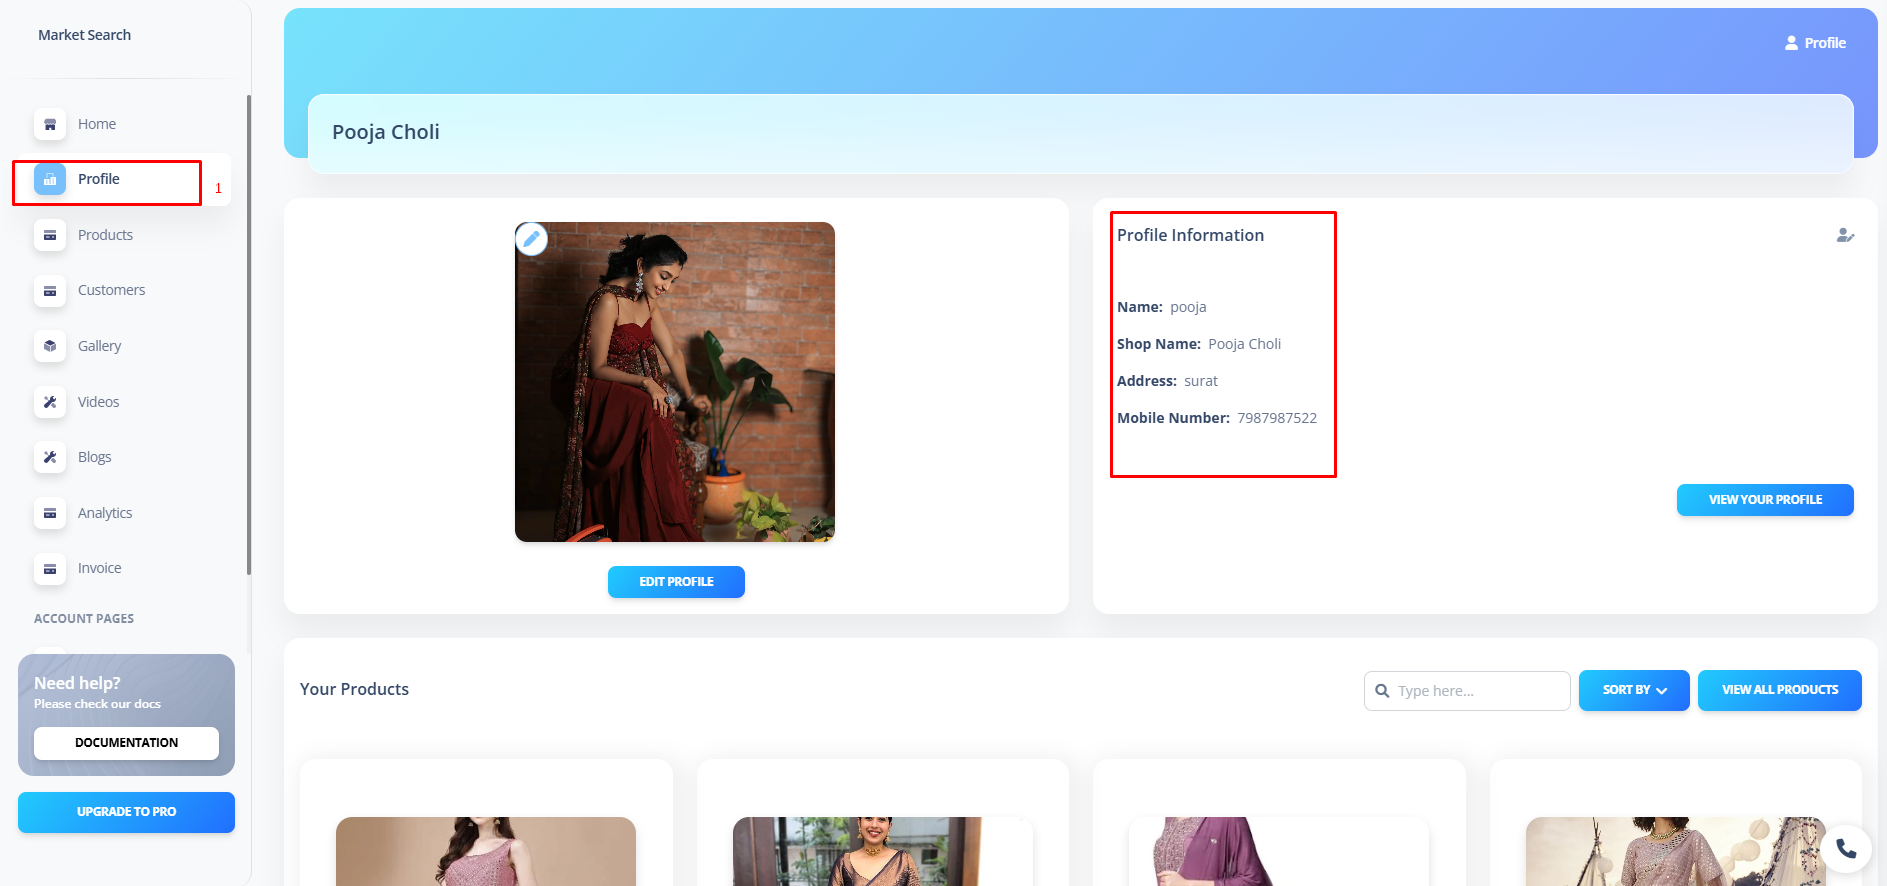 Market Search
Home
Profile
1
Products
Customers
Gallery
Videos
Blogs
Analytics
Invoice
ACCOUNT PAGES
Need help?
Please check our docs
DOCUMENTATION
UPGRADE TO PRO
Profile
Pooja Choli
EDIT PROFILE
Profile Information
Name: pooja
Shop Name: Pooja Choli
Address: surat
Mobile Number: 7987987522
VIEW YOUR PROFILE
Your Products
Type here...
SORT BY
VIEW ALL PRODUCTS